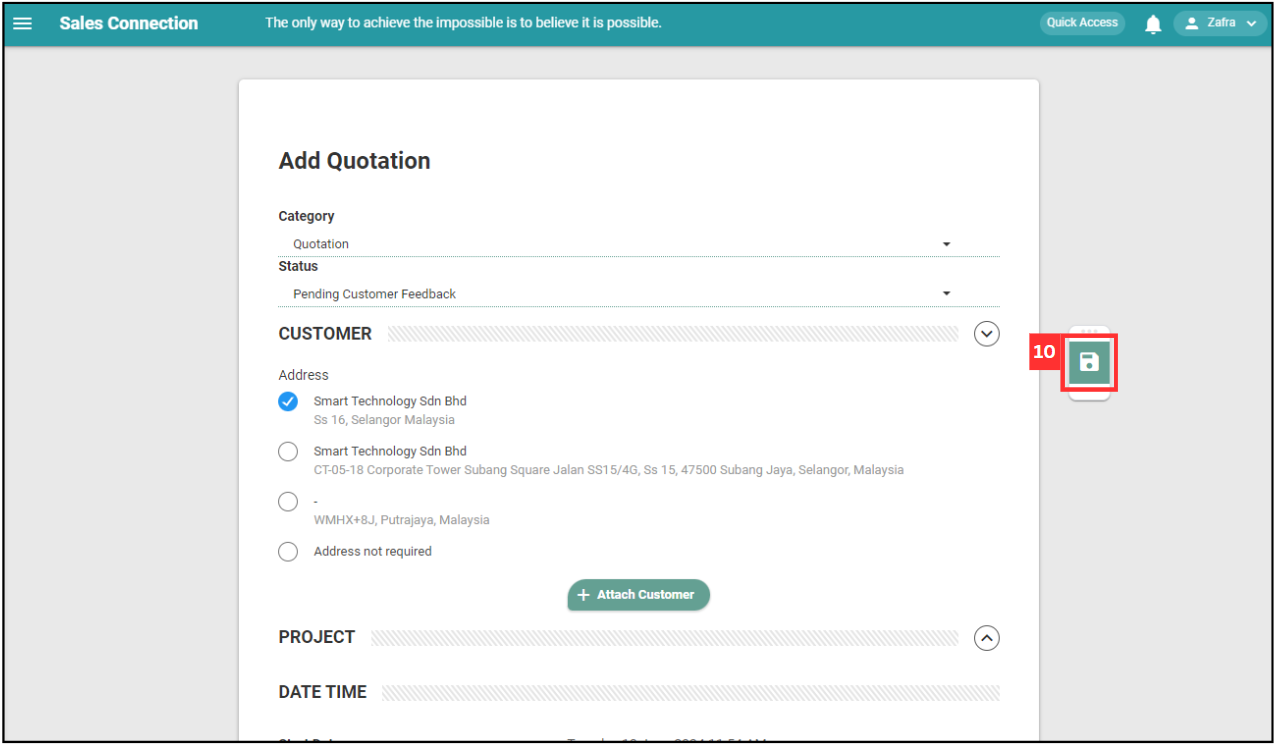 Sales Connection
The only way to achieve the impossible is to believe it is possible.
Quick Access
Zafra
Add Quotation
Category
Quotation
Status
Pending Customer Feedback
CUSTOMER
10
Address
Smart Technology Sdn Bhd
Ss 16, Selangor Malaysia
Smart Technology Sdn Bhd
CT-05-18 Corporate Tower Subang Square Jalan SS15/4G, Ss 15, 47500 Subang Jaya, Selangor, Malaysia
-
WMHX+8J, Putrajaya, Malaysia
Address not required
Attach Customer
PROJECT
DATE TIME